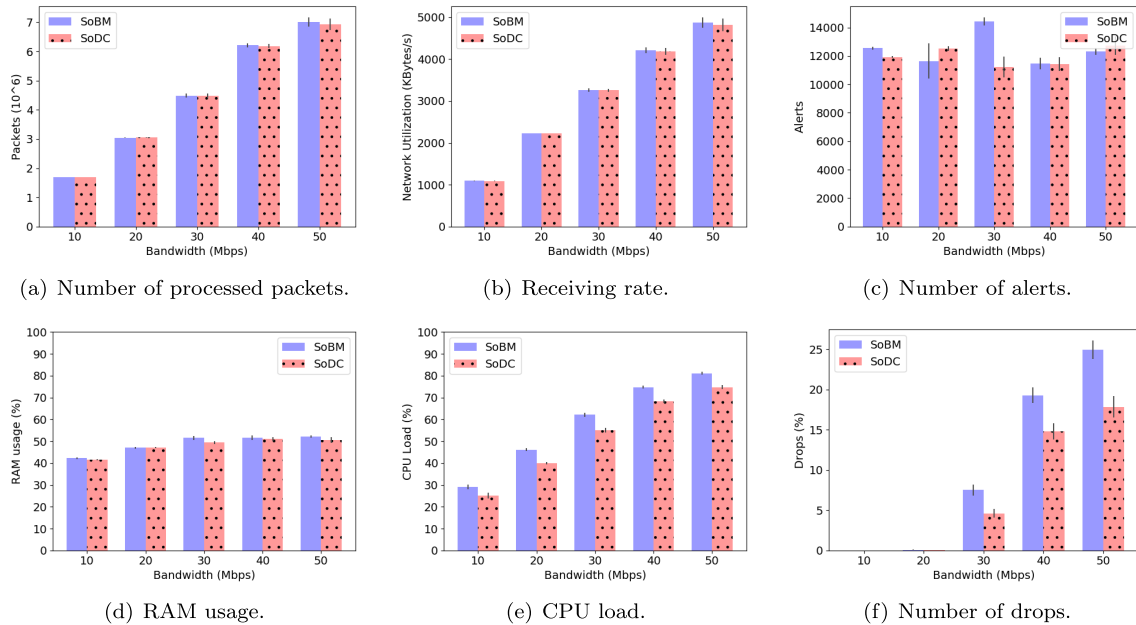 7
6
5
4
3
2
1
0
Packets (10^6)
SoBM
SoDC
10 20 30 40 50
Bandwidth (Mbps)
(a) Number of processed packets.
5000
4000
3000
2000
1000
0
Network Utilization (KBytes/s)
SoBM
SoDC
10 20 30 40 50
Bandwidth (Mbps)
(b) Receiving rate.
14000
12000
10000
8000
6000
4000
2000
0
Alerts
SoBM
SoDC
10 20 30 40 50
Bandwidth (Mbps)
(c) Number of alerts.
100
90
80
70
60
50
40
30
20
10
0
RAM usage (%)
SoBM
SoDC
10 20 30 40 50
Bandwidth (Mbps)
(d) RAM usage.
100
90
80
70
60
50
40
30
20
10
0
CPU Load (%)
SoBM
SoDC
10 20 30 40 50
Bandwidth (Mbps)
(e) CPU load.
25
20
15
10
5
0
Drops (%)
SoBM
SoDC
10 20 30 40 50
Bandwidth (Mbps)
(f) Number of drops.